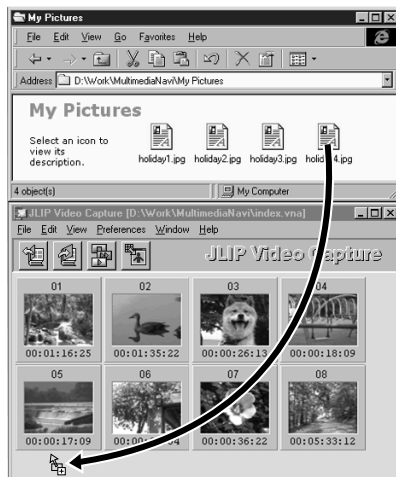 My Pictures
File Edit View Go Favorites Help
Address D:\Work\MultimediaNavi\My Pictures
My Pictures
Select an icon to
view its
description.
holiday1.jpg holiday2.jpg holiday3.jpg
4 object(s) My Computer
JLIP Video Capture [D:\Work\MultimediaNavi\index.vna]
File Edit View Preferences Window Help
JLIP Video Capture
01 02 03 04
00:01:16:25 00:01:35:22 00:00:26:13 00:00:18:09
05 06 07 08
00:00:17:09 00:00:36:22 00:05:33:12